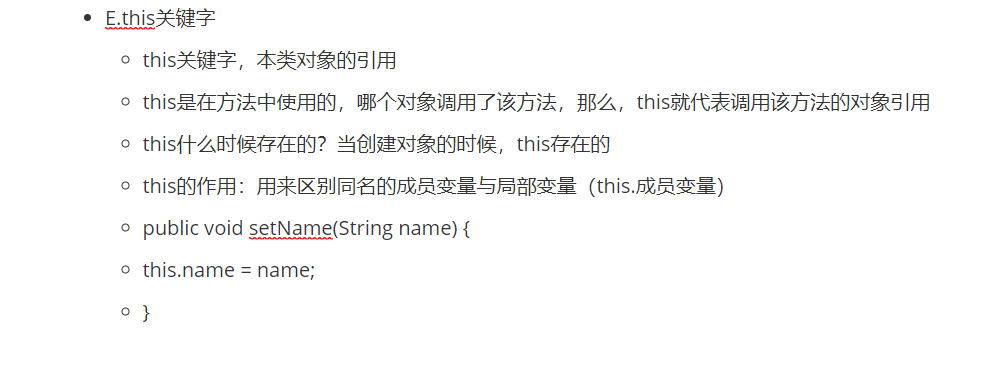 E.this关键字
this关键字，本类对象的引用
this是在方法中使用的，哪个对象调用了该方法，那么，this就代表调用该方法的对象引用
this什么时候存在的？当创建对象的时候，this存在的
this的作用：用来区别同名的成员变量与局部变量（this.成员变量）
public void setName(String name) {
this.name = name;
}